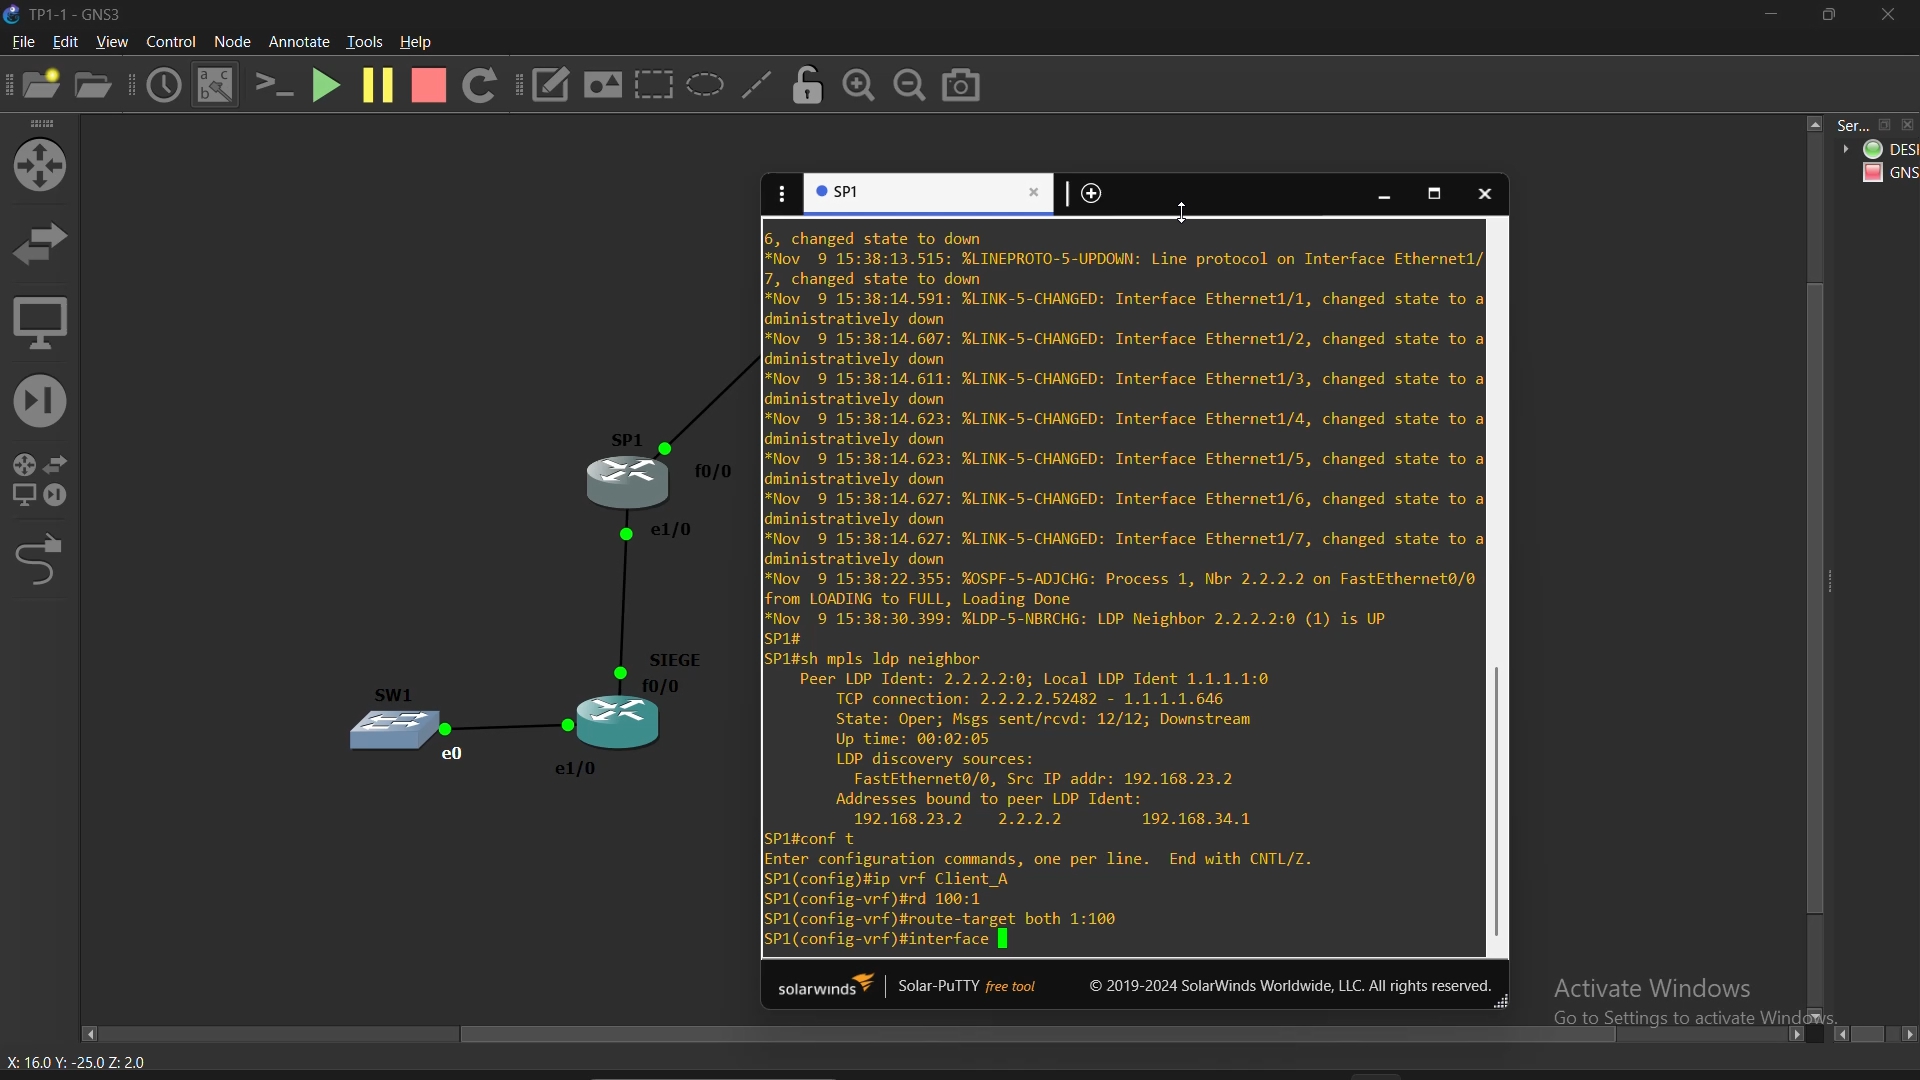 TP1-1 - GNS3
File Edit View Control Node Annotate Tools Help
Ser...
DESI
GNS
SP1
SP1
f0/0
e1/0
SIEGE
f0/0
SW1
e0
e1/0
6, changed state to down
*Nov  9 15:38:13.515: %LINEPROTO-5-UPDOWN: Line protocol on Interface Ethernet1/
7, changed state to down
*Nov  9 15:38:14.591: %LINK-5-CHANGED: Interface Ethernet1/1, changed state to a
dministratively down
*Nov  9 15:38:14.607: %LINK-5-CHANGED: Interface Ethernet1/2, changed state to a
dministratively down
*Nov  9 15:38:14.611: %LINK-5-CHANGED: Interface Ethernet1/3, changed state to a
dministratively down
*Nov  9 15:38:14.623: %LINK-5-CHANGED: Interface Ethernet1/4, changed state to a
dministratively down
*Nov  9 15:38:14.623: %LINK-5-CHANGED: Interface Ethernet1/5, changed state to a
dministratively down
*Nov  9 15:38:14.627: %LINK-5-CHANGED: Interface Ethernet1/6, changed state to a
dministratively down
*Nov  9 15:38:14.627: %LINK-5-CHANGED: Interface Ethernet1/7, changed state to a
dministratively down
*Nov  9 15:38:22.355: %OSPF-5-ADJCHG: Process 1, Nbr 2.2.2.2 on FastEthernet0/0
from LOADING to FULL, Loading Done
*Nov  9 15:38:30.399: %LDP-5-NBRCHG: LDP Neighbor 2.2.2.2:0 (1) is UP
SP1#
SP1#sh mpls ldp neighbor
    Peer LDP Ident: 2.2.2.2:0; Local LDP Ident 1.1.1.1:0
        TCP connection: 2.2.2.2.52482 - 1.1.1.1.646
        State: Oper; Msgs sent/rcvd: 12/12; Downstream
        Up time: 00:02:05
        LDP discovery sources:
          FastEthernet0/0, Src IP addr: 192.168.23.2
        Addresses bound to peer LDP Ident:
          192.168.23.2    2.2.2.2         192.168.34.1
SP1#conf t
Enter configuration commands, one per line.  End with CNTL/Z.
SP1(config)#ip vrf Client_A
SP1(config-vrf)#rd 100:1
SP1(config-vrf)#route-target both 1:100
SP1(config-vrf)#interface
solarwinds | Solar-PuTTY free tool © 2019-2024 SolarWinds Worldwide, LLC. All rights reserved.
Activate Windows
Go to Settings to activate Windows.
X: 16.0 Y: -25.0 Z: 2.0